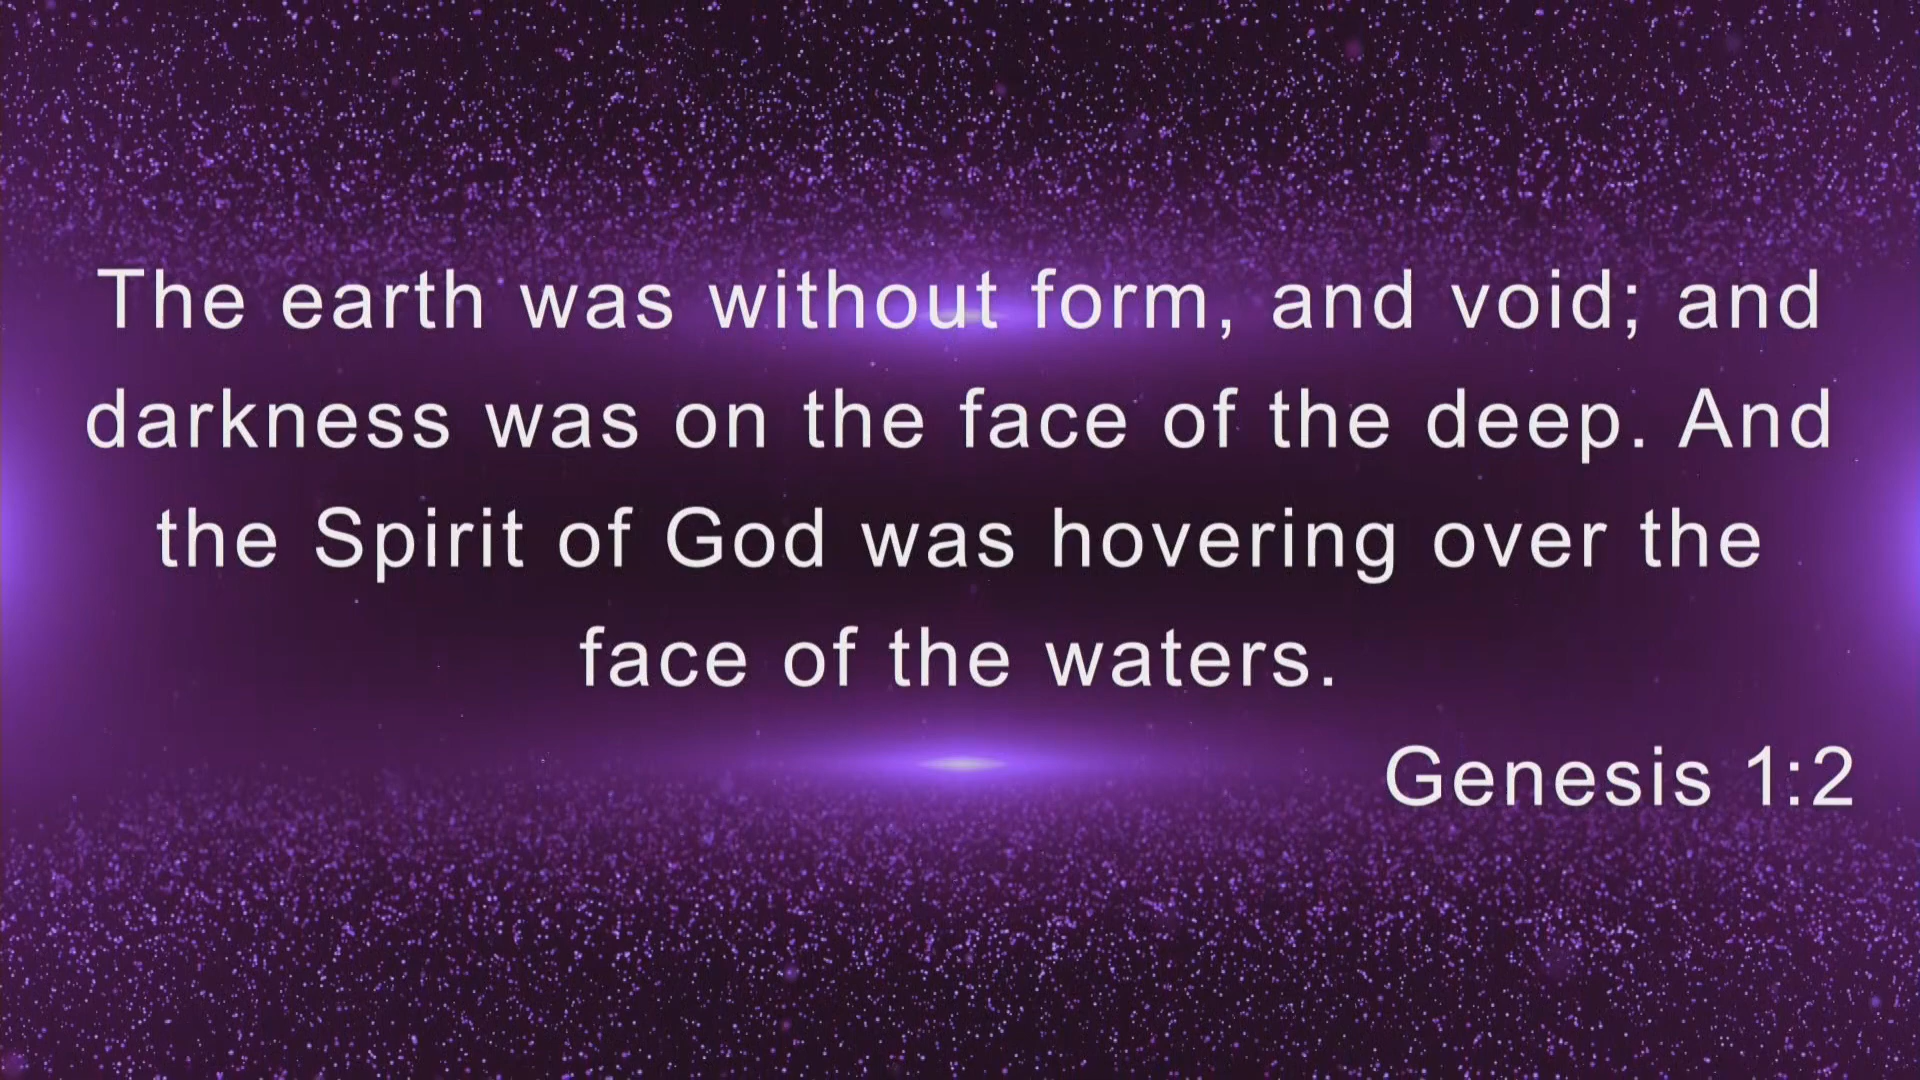 The earth was without form, and void; and
darkness was on the face of the deep. And
the Spirit of God was hovering over the
face of the waters.
Genesis 1:2